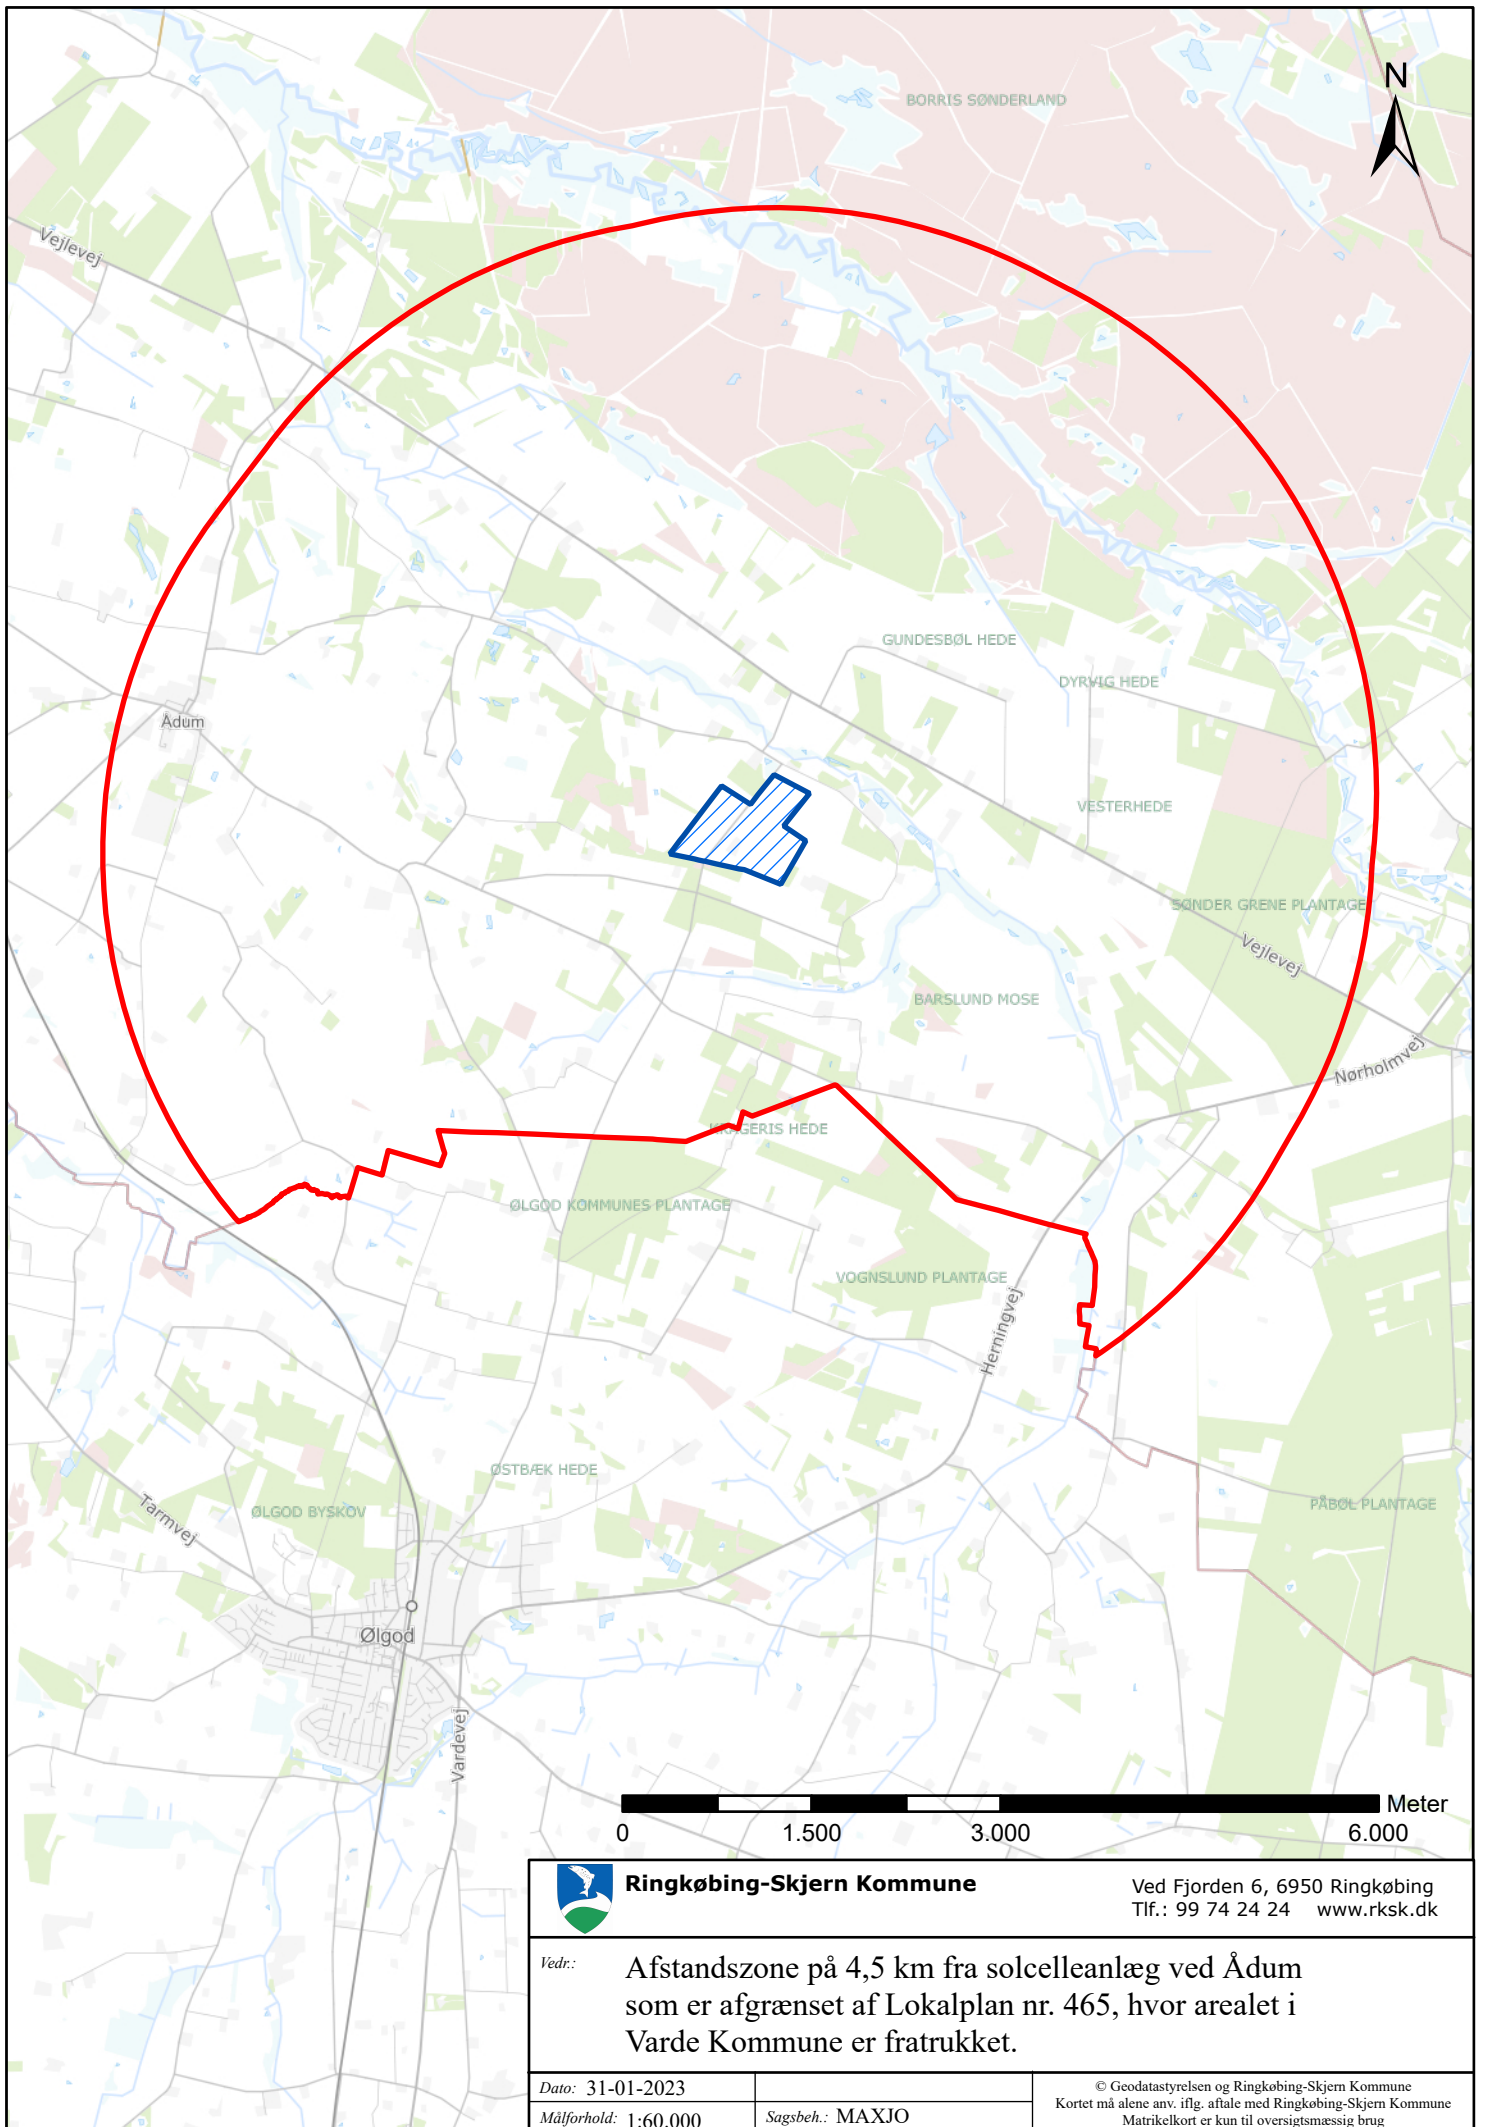 BORRIS SØNDERLAND
N
Vejlevej
GUNDESBØL HEDE
DYRVIG HEDE
Ådum
VESTERHEDE
SØNDER GRENE PLANTAGE
Vejlevej
BARSLUND MOSE
Nørholmvej
KRAGERIS HEDE
ØLGOD KOMMUNES PLANTAGE
VOGNSLUND PLANTAGE
Herningvej
ØSTBÆK HEDE
Tarmvej
ØLGOD BYSKOV
PÅBØL PLANTAGE
Ølgod
Vardevej
Meter
0 1.500 3.000 6.000
Ringkøbing-Skjern Kommune
Ved Fjorden 6, 6950 Ringkøbing
Tlf.: 99 74 24 24 www.rksk.dk
Vedr.: Afstandszone på 4,5 km fra solcelleanlæg ved Ådum
som er afgrænset af Lokalplan nr. 465, hvor arealet i
Varde Kommune er fratrukket.
Dato: 31-01-2023
Målforhold: 1:60.000
Sagsbeh.: MAXJO
© Geodatastyrelsen og Ringkøbing-Skjern Kommune
Kortet må alene anv. iflg. aftale med Ringkøbing-Skjern Kommune
Matrikelkort er kun til oversigtsmæssig brug